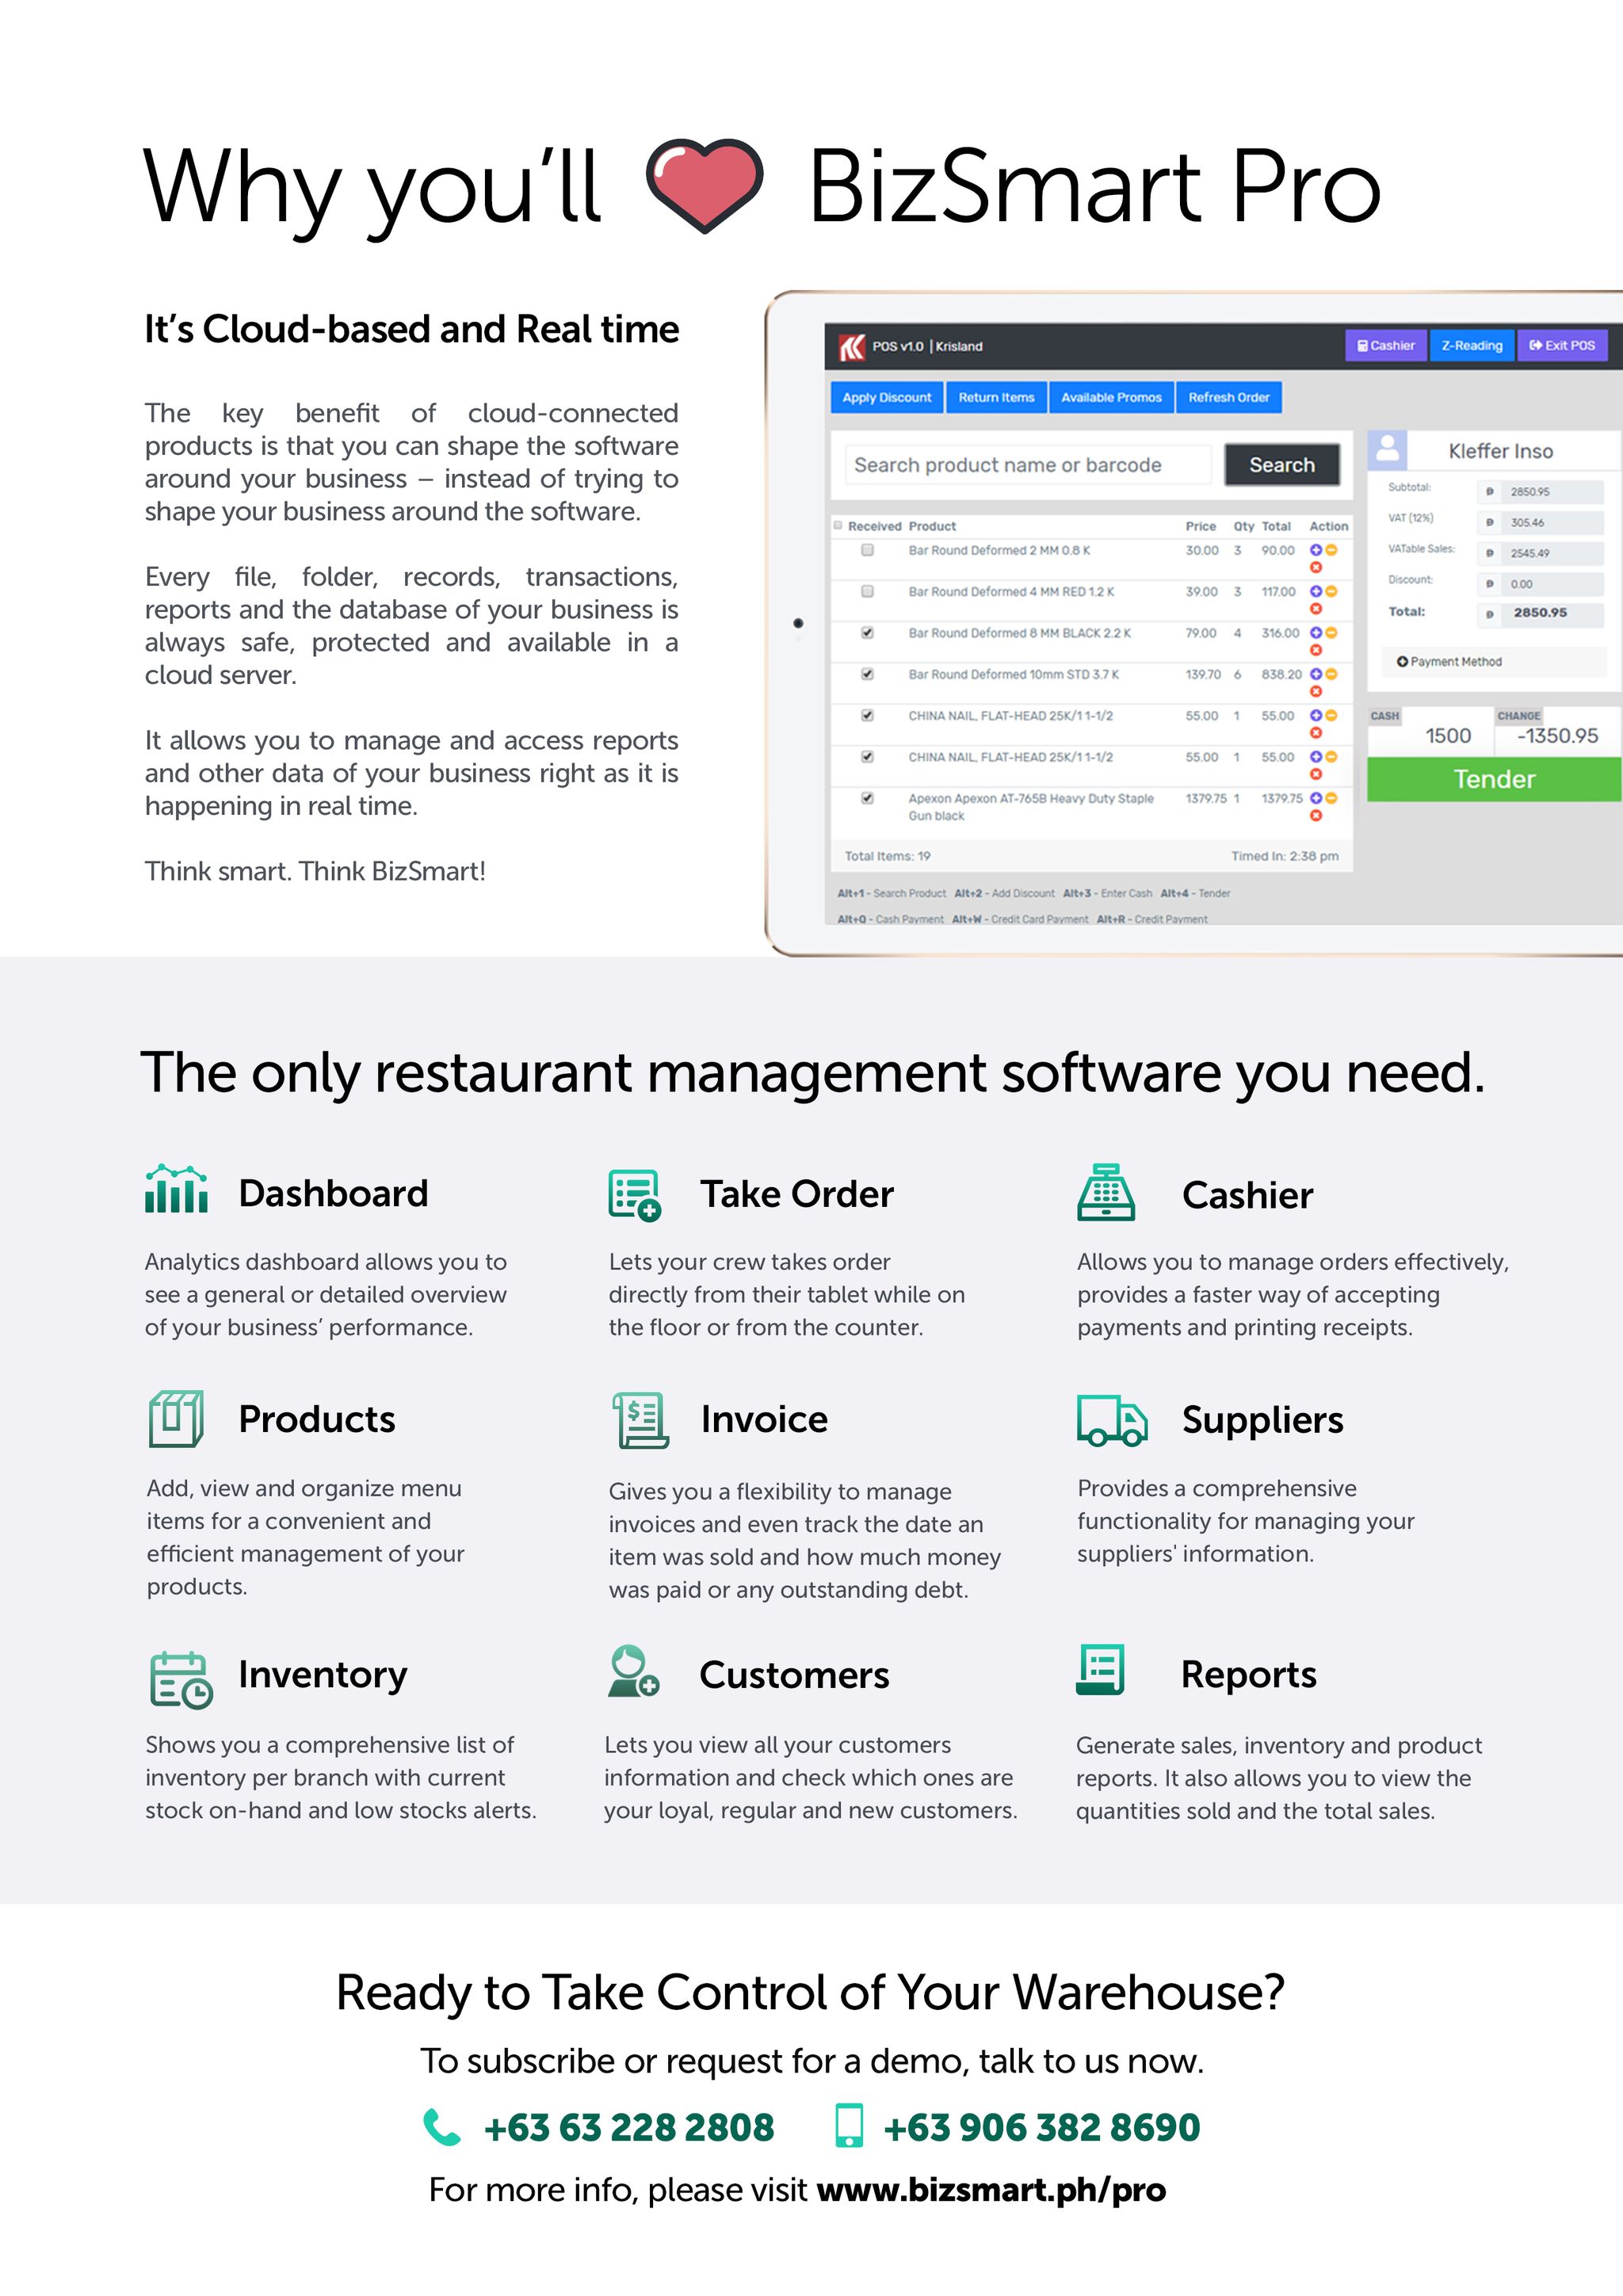 Why you'll BizSmart Pro
It's Cloud-based and Real time
The key benefit of cloud-connected
products is that you can shape the software
around your business – instead of trying to
shape your business around the software.
Every file, folder, records, transactions,
reports and the database of your business is
always safe, protected and available in a
cloud server.
It allows you to manage and access reports
and other data of your business right as it is
happening in real time.
Think smart. Think BizSmart!
POS v1.0 | Krisland
Cashier Z-Reading Exit POS
Apply Discount Return Items Available Promos Refresh Order
Search product name or barcode Search
Received Product Price Qty Total Action
Bar Round Deformed 2 MM 0.8 K 30.00 3 90.00
Bar Round Deformed 4 MM RED 1.2 K 39.00 3 117.00
Bar Round Deformed 8 MM BLACK 2.2 K 79.00 4 316.00
Bar Round Deformed 10mm STD 3.7 K 139.70 6 838.20
CHINA NAIL, FLAT-HEAD 25K/1 1-1/2 55.00 1 55.00
CHINA NAIL, FLAT-HEAD 25K/1 1-1/2 55.00 1 55.00
Apexon Apexon AT-765B Heavy Duty Staple 1379.75 1 1379.75
Gun black
Total Items: 19 Timed In: 2:38 pm
Alt+1 - Search Product Alt+2 - Add Discount Alt+3 - Enter Cash Alt+4 - Tender
Alt+Q - Cash Payment Alt+W - Credit Card Payment Alt+R - Credit Payment
Kleffer Inso
Subtotal: ₱ 2850.95
VAT (12%) ₱ 305.46
VATable Sales: ₱ 2545.49
Discount: ₱ 0.00
Total: ₱ 2850.95
Payment Method
CASH CHANGE
1500 -1350.95
Tender
The only restaurant management software you need.
Dashboard
Analytics dashboard allows you to
see a general or detailed overview
of your business' performance.
Take Order
Lets your crew takes order
directly from their tablet while on
the floor or from the counter.
Cashier
Allows you to manage orders effectively,
provides a faster way of accepting
payments and printing receipts.
Products
Add, view and organize menu
items for a convenient and
efficient management of your
products.
Invoice
Gives you a flexibility to manage
invoices and even track the date an
item was sold and how much money
was paid or any outstanding debt.
Suppliers
Provides a comprehensive
functionality for managing your
suppliers' information.
Inventory
Shows you a comprehensive list of
inventory per branch with current
stock on-hand and low stocks alerts.
Customers
Lets you view all your customers
information and check which ones are
your loyal, regular and new customers.
Reports
Generate sales, inventory and product
reports. It also allows you to view the
quantities sold and the total sales.
Ready to Take Control of Your Warehouse?
To subscribe or request for a demo, talk to us now.
+63 63 228 2808 +63 906 382 8690
For more info, please visit www.bizsmart.ph/pro